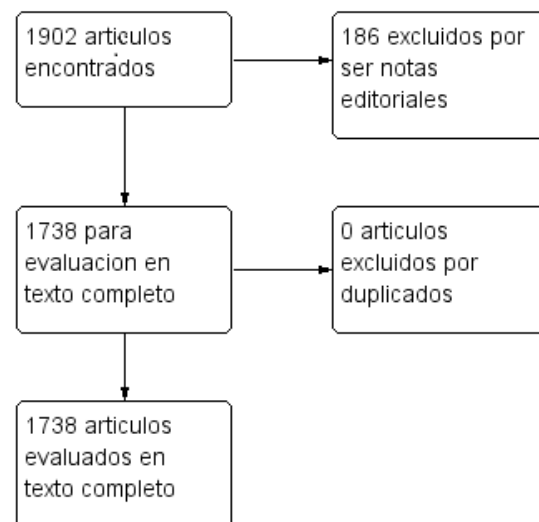 1902 articulos
encontrados
186 excluidos por
ser notas
editoriales
1738 para
evaluacion en
texto completo
0 articulos
excluidos por
duplicados
1738 articulos
evaluados en
texto completo